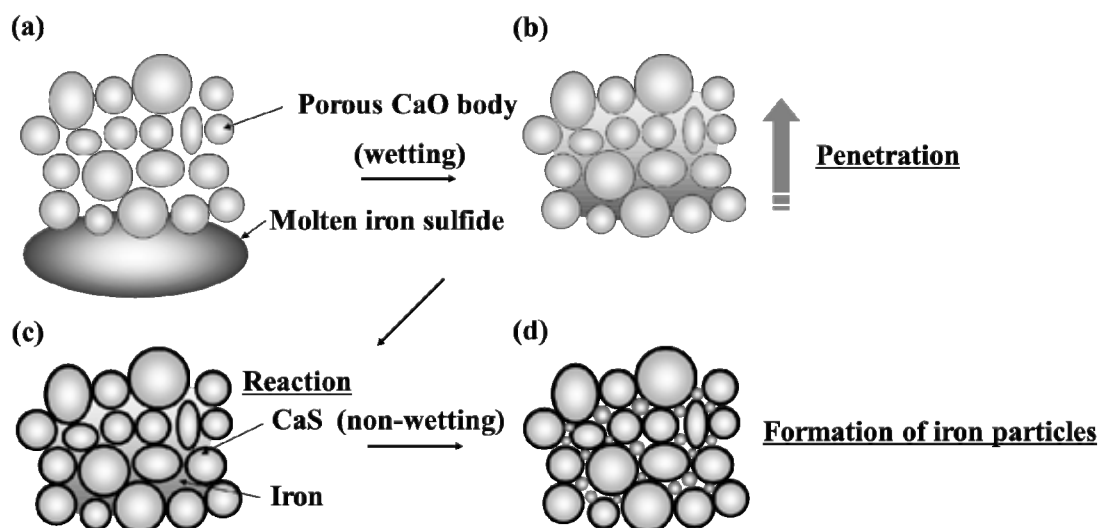 (a)
(b)
Porous CaO body
(wetting)
Penetration
Molten iron sulfide
(c)
(d)
Reaction
CaS (non-wetting)
Formation of iron particles
Iron